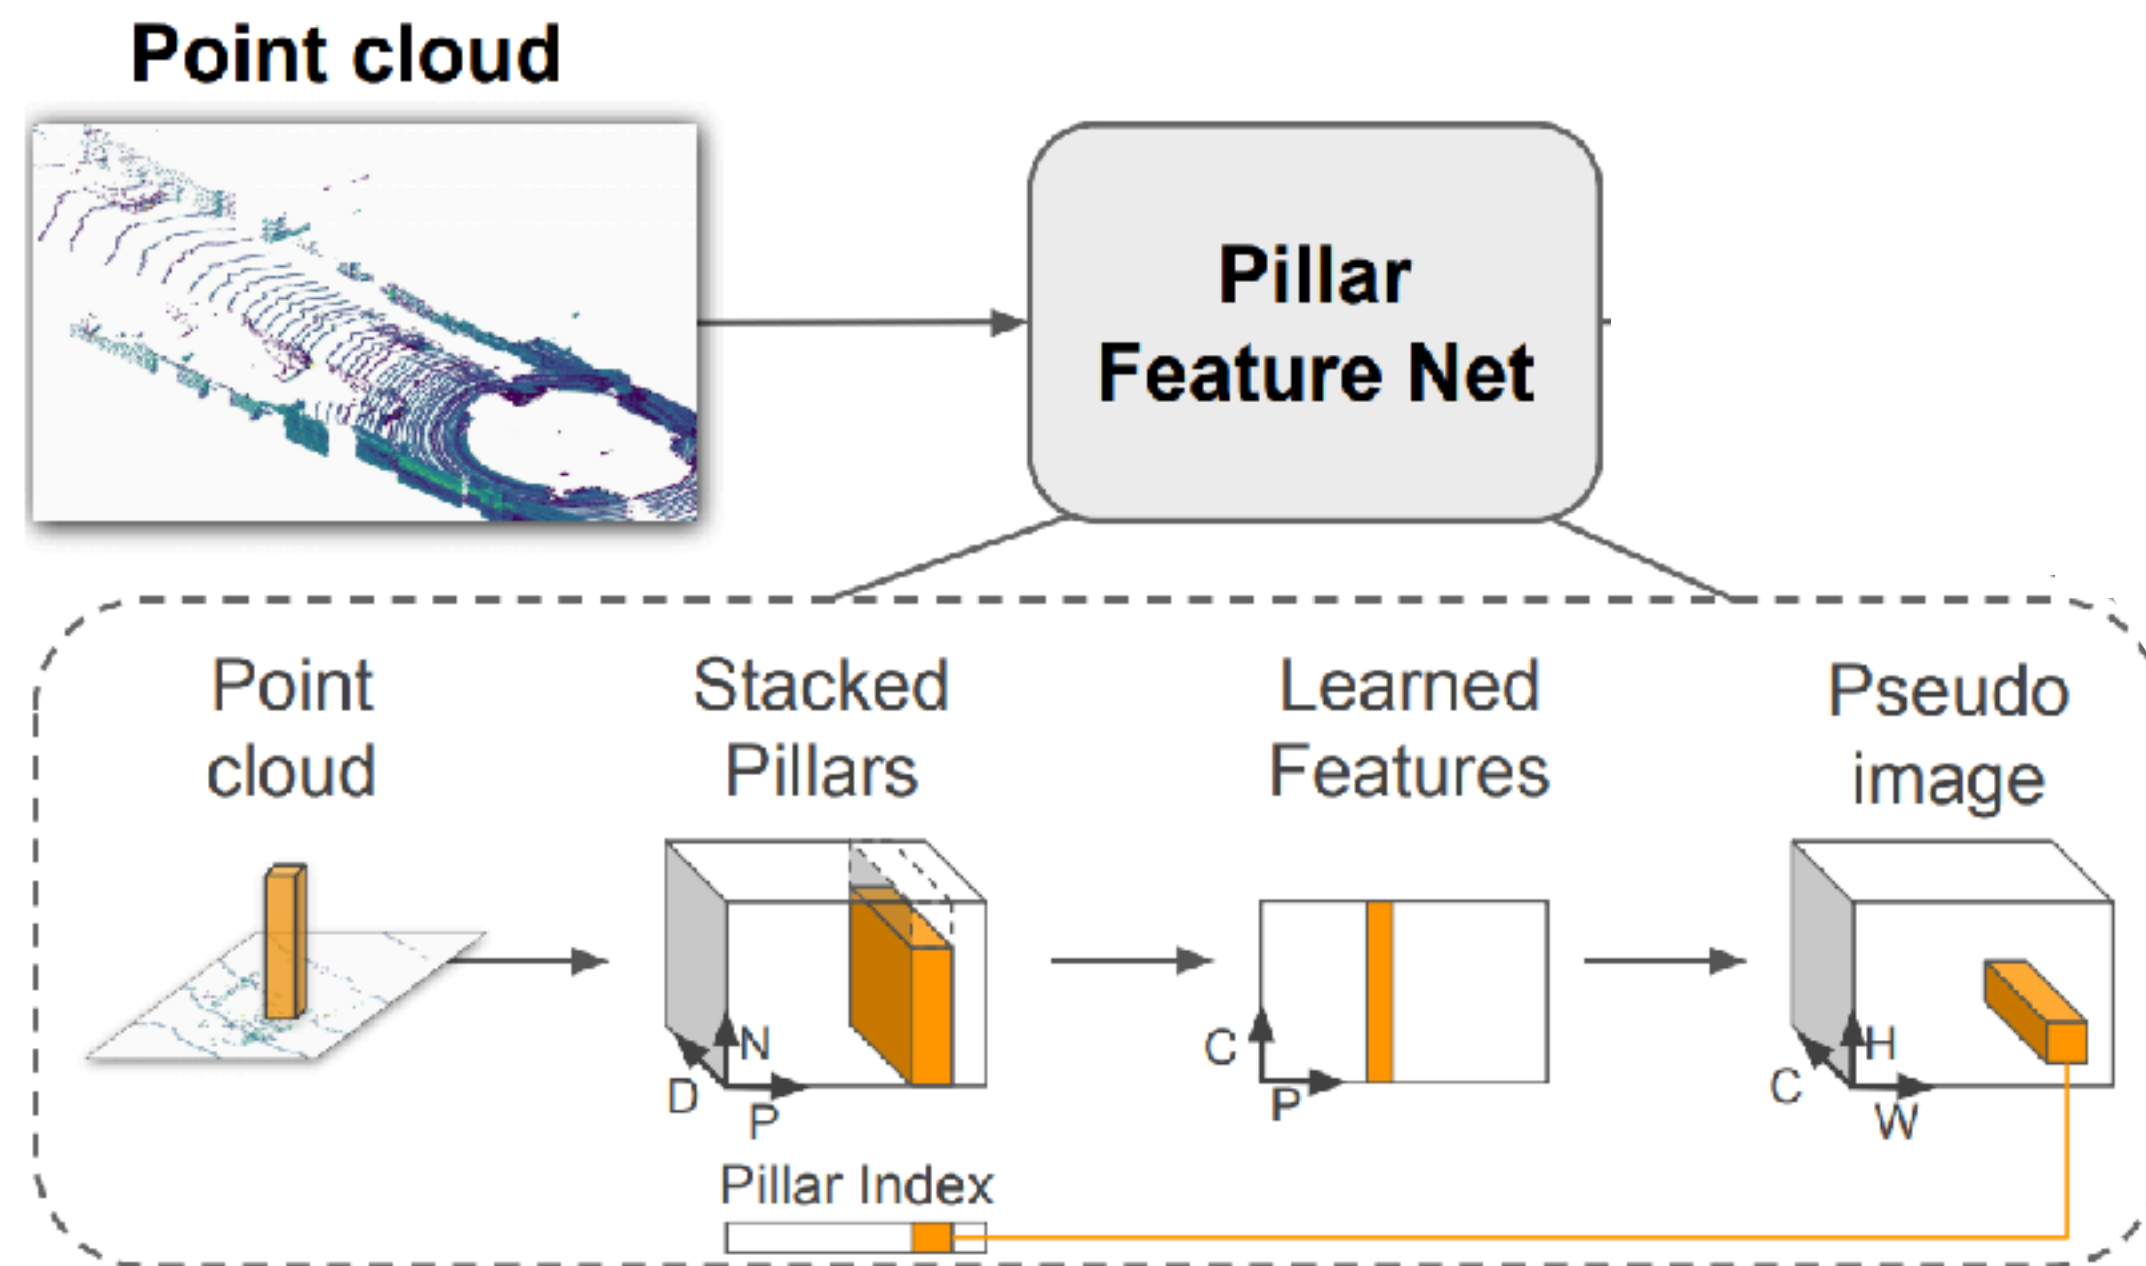 Point cloud
Pillar
Feature Net
Point
cloud
Stacked
Pillars
Learned
Features
Pseudo
image
N
D
P
C
P
H
C
W
Pillar Index